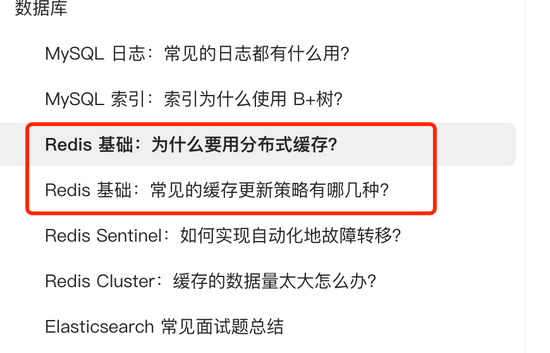 数据库
MySQL 日志：常见的日志都有什么用？
MySQL 索引：索引为什么使用 B+树？
Redis 基础：为什么要用分布式缓存？
Redis 基础：常见的缓存更新策略有哪几种？
Redis Sentinel：如何实现自动化地故障转移？
Redis Cluster：缓存的数据量太大怎么办？
Elasticsearch 常见面试题总结